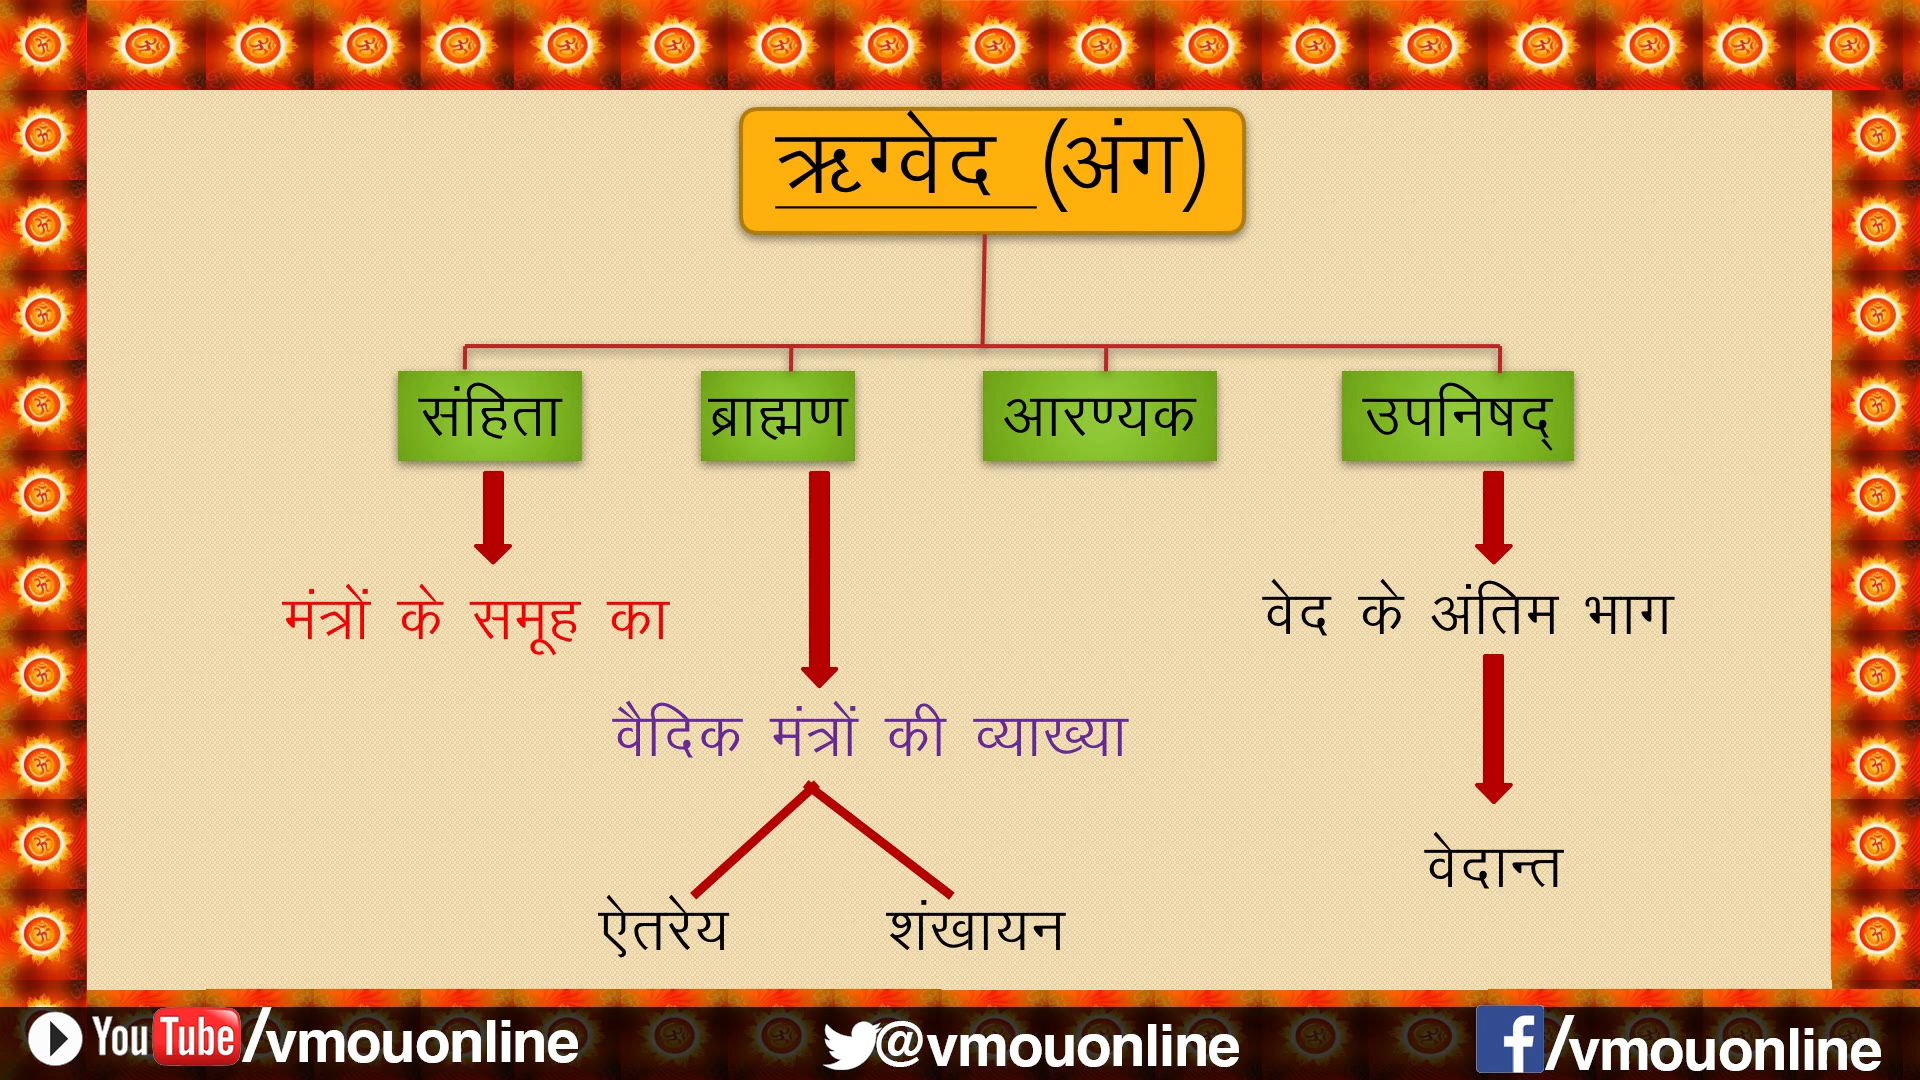 ऋग्वेद (अंग)
संहिता
ब्राह्मण
आरण्यक
उपनिषद्
मंत्रों के समूह का
वेद के अंतिम भाग
वैदिक मंत्रों की व्याख्या
वेदान्त
ऐतरेय
शंखायन
YouTube/vmouonline
@vmouonline
f/vmouonline